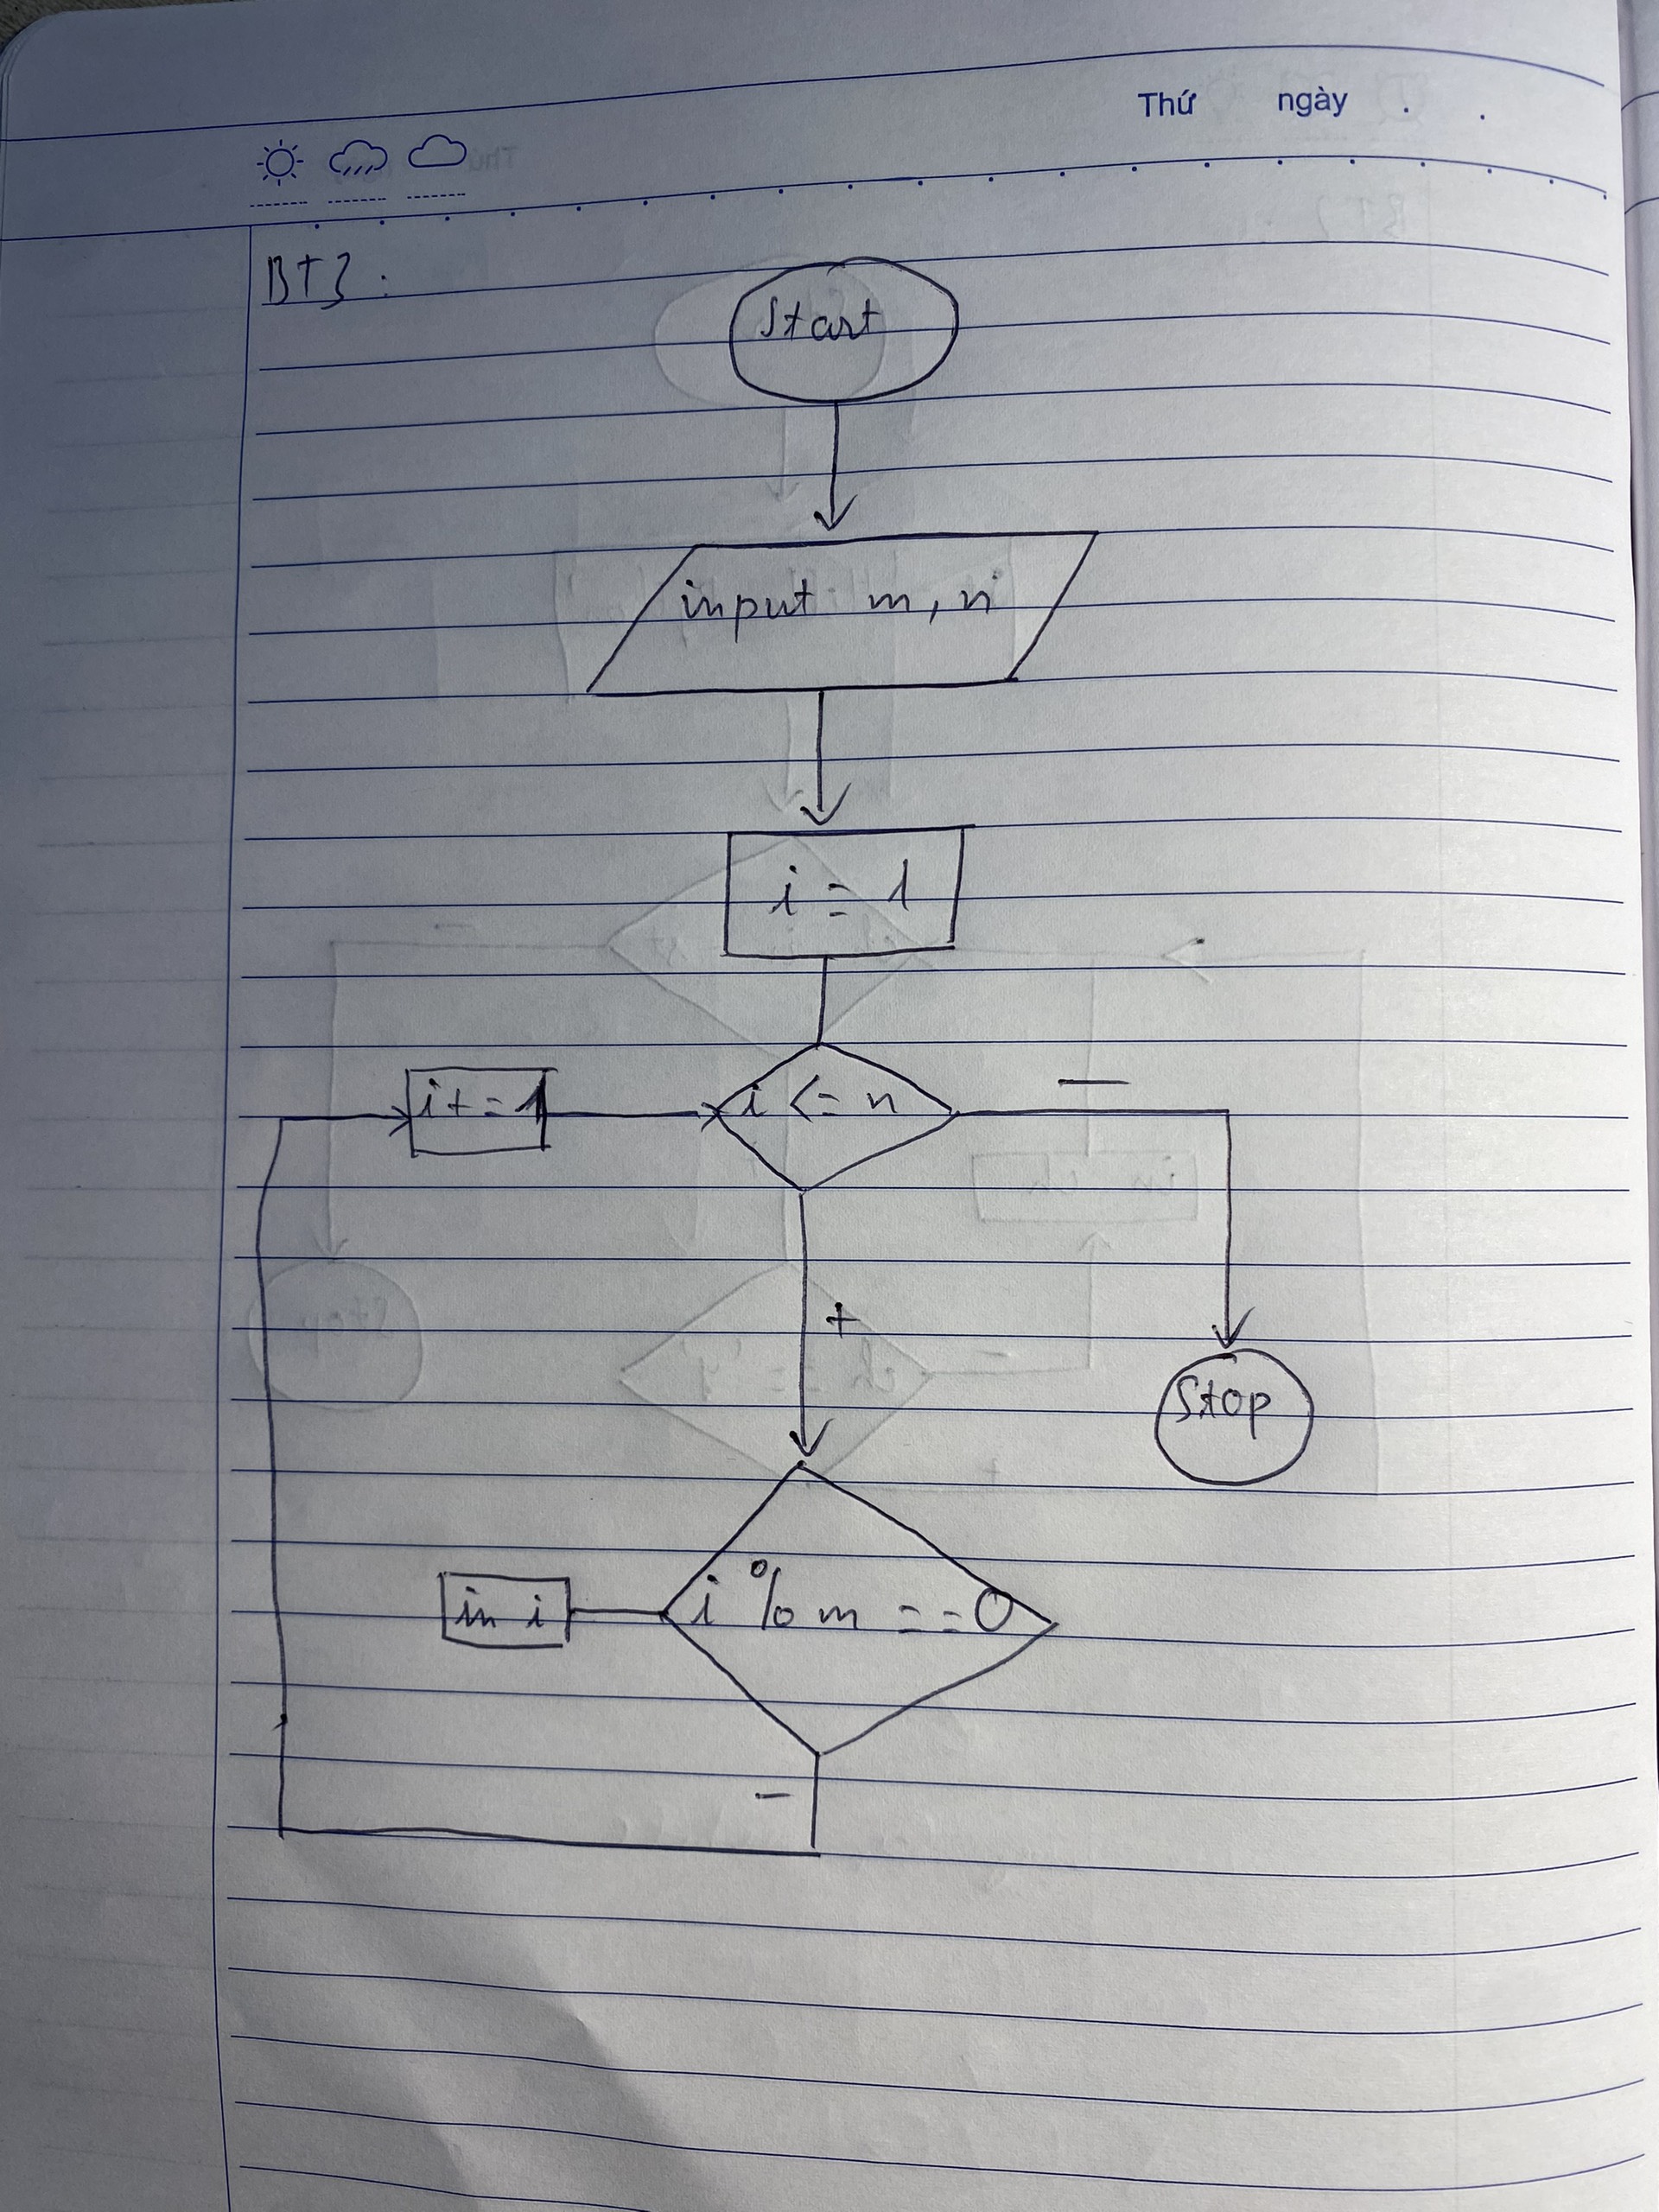 Thứ ngày . .
BT3 :
Start
input m, n
i = 1
i + = 1
i <= n
—
+
Stop
in i
i % m = = 0
-